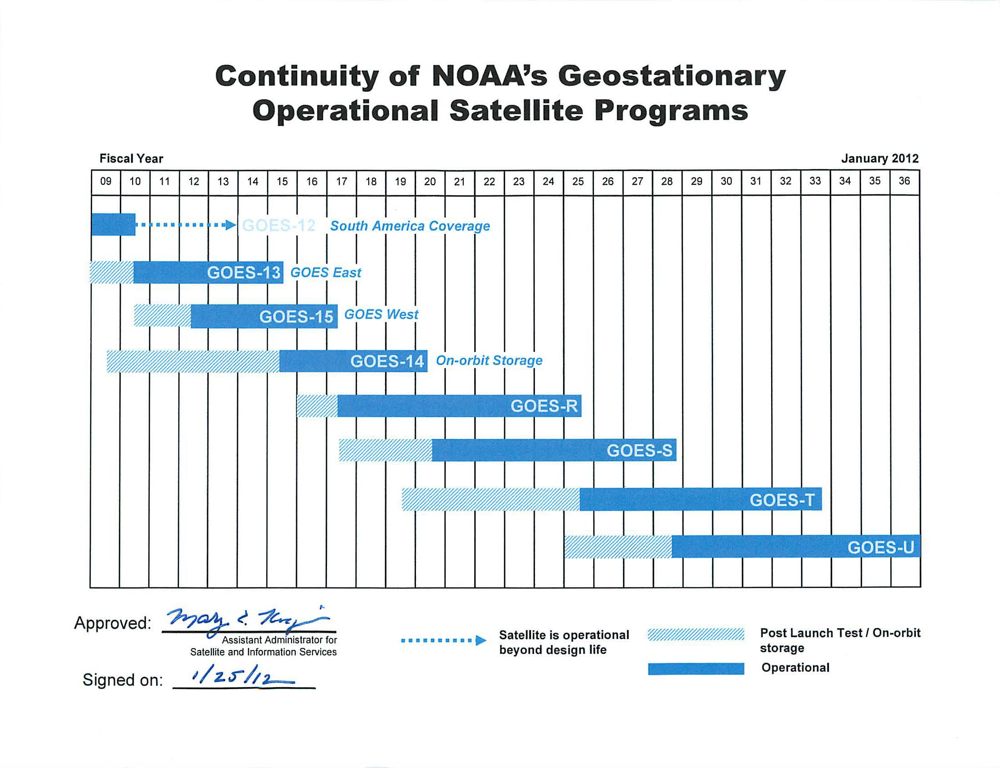 Continuity of NOAA's Geostationary
Operational Satellite Programs
Fiscal Year
January 2012
09 10 11 12 13 14 15 16 17 18 19 20 21 22 23 24 25 26 27 28 29 30 31 32 33 34 35 36
GOES-12 South America Coverage
GOES-13 GOES East
GOES-15 GOES West
GOES-14 On-orbit Storage
GOES-R
GOES-S
GOES-T
GOES-U
Approved: Mary E. Kicza
Assistant Administrator for
Satellite and Information Services
Signed on: 1/25/12
Satellite is operational
beyond design life
Post Launch Test / On-orbit
storage
Operational